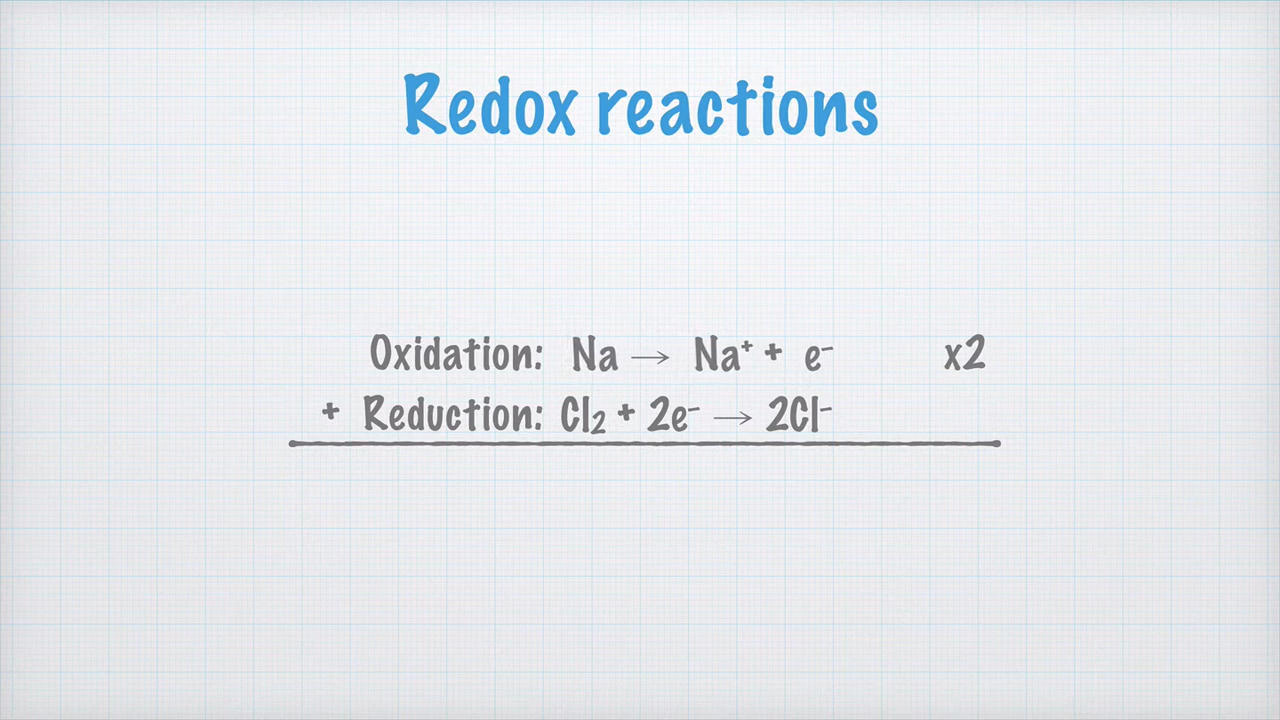 Redox reactions
Oxidation: Na → Na⁺ + e⁻ x2
+ Reduction: Cl₂ + 2e⁻ → 2Cl⁻